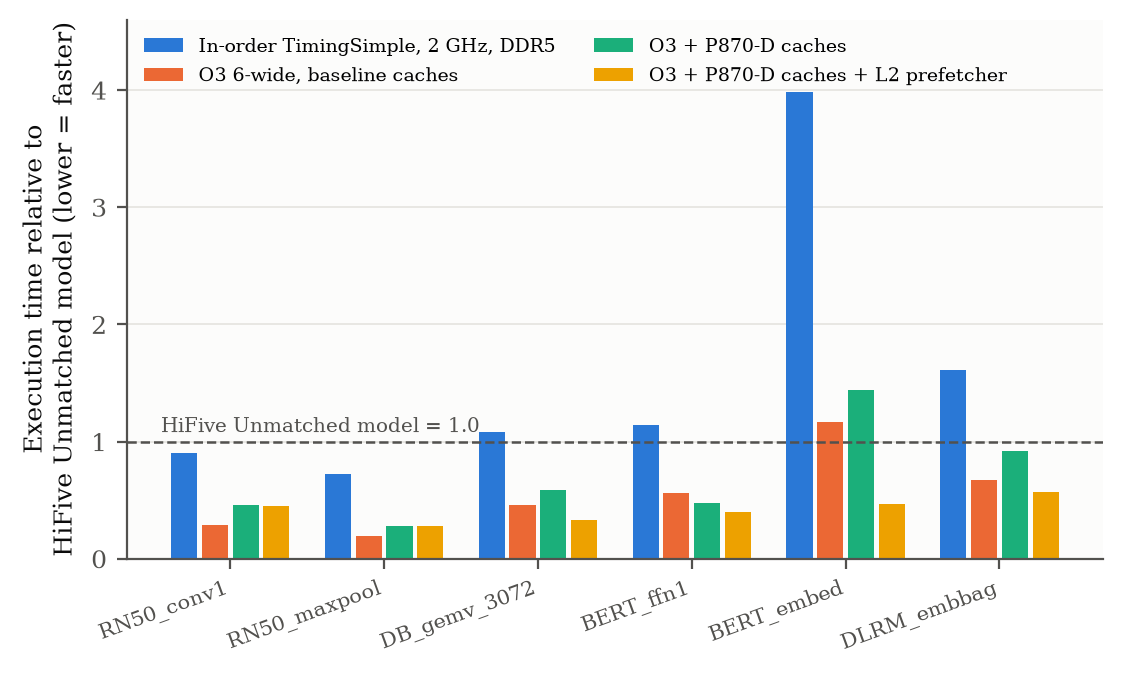 Execution time relative to
HiFive Unmatched model (lower = faster)
In-order TimingSimple, 2 GHz, DDR5
O3 6-wide, baseline caches
O3 + P870-D caches
O3 + P870-D caches + L2 prefetcher
4
3
2
1
0
HiFive Unmatched model = 1.0
RN50_conv1
RN50_maxpool
DB_gemv_3072
BERT_ffn1
BERT_embed
DLRM_embbag